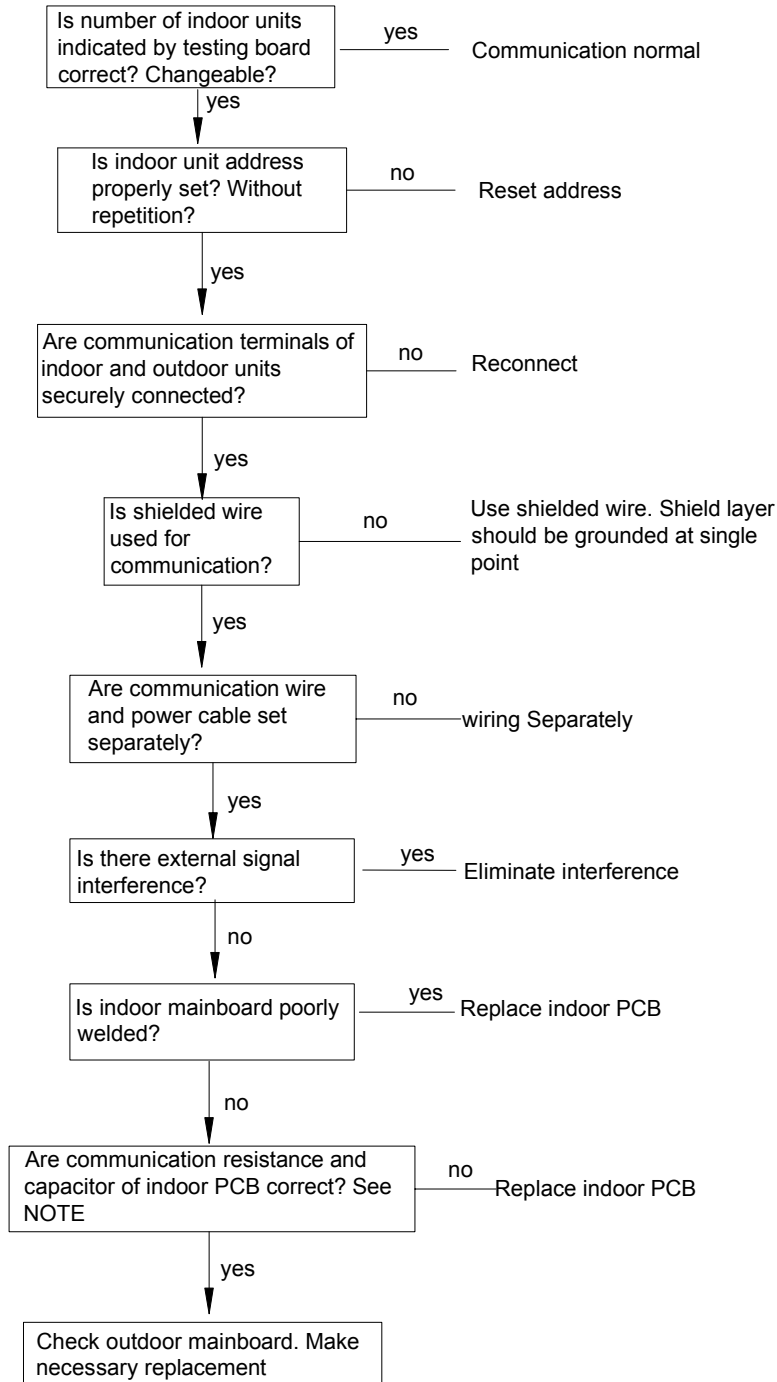 Is number of indoor units
indicated by testing board
correct? Changeable?
yes
Communication normal
yes
Is indoor unit address
properly set? Without
repetition?
no
Reset address
yes
Are communication terminals of
indoor and outdoor units
securely connected?
no
Reconnect
yes
Is shielded wire
used for
communication?
no
Use shielded wire. Shield layer
should be grounded at single
point
yes
Are communication wire
and power cable set
separately?
no
wiring Separately
yes
Is there external signal
interference?
yes
Eliminate interference
no
Is indoor mainboard poorly
welded?
yes
Replace indoor PCB
no
Are communication resistance and
capacitor of indoor PCB correct? See
NOTE
no
Replace indoor PCB
yes
Check outdoor mainboard. Make
necessary replacement